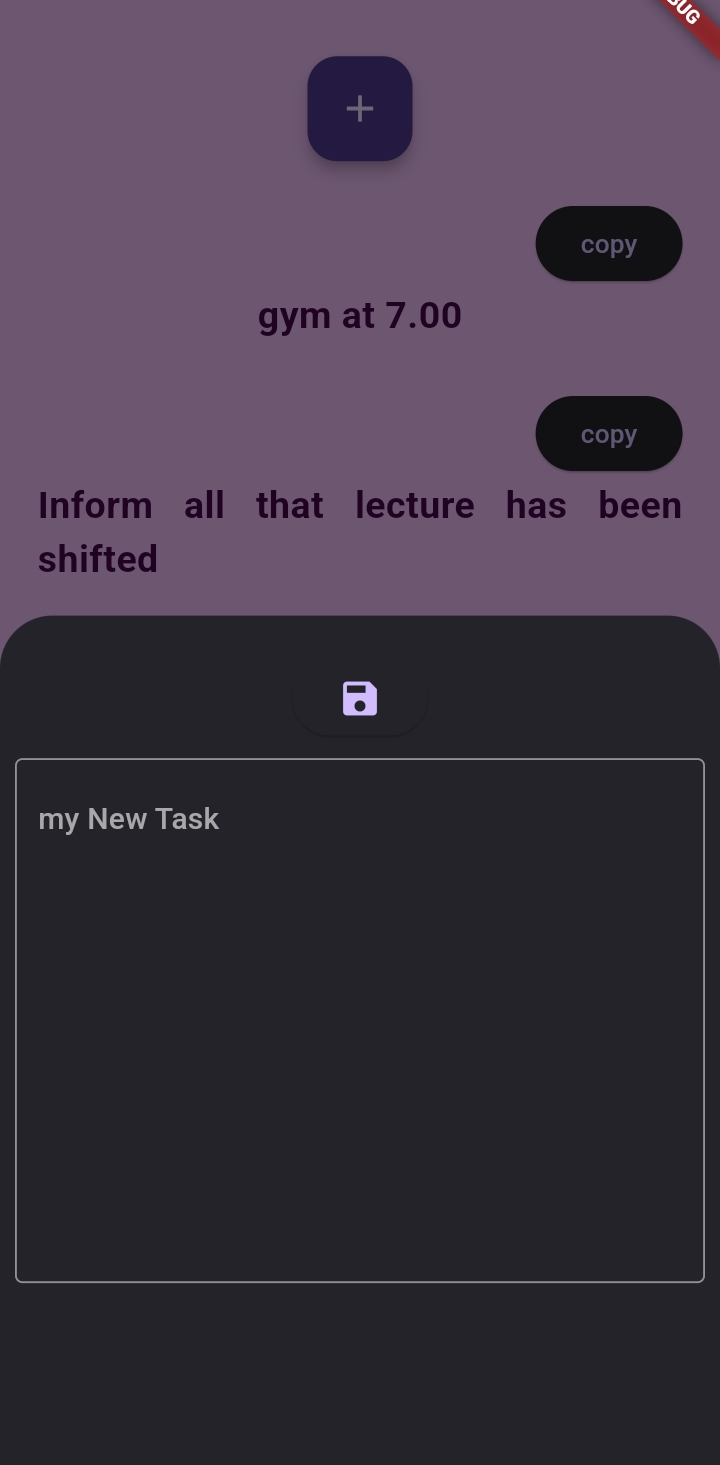 BUG
copy
gym at 7.00
copy
Inform all that lecture has been
shifted
my New Task